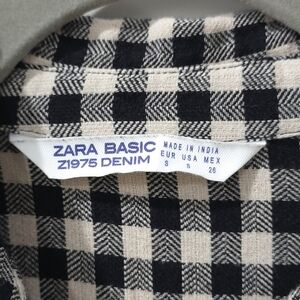 ZARA BASIC
Z1975 DENIM
MADE IN INDIA
EUR USA MEX
S S 26